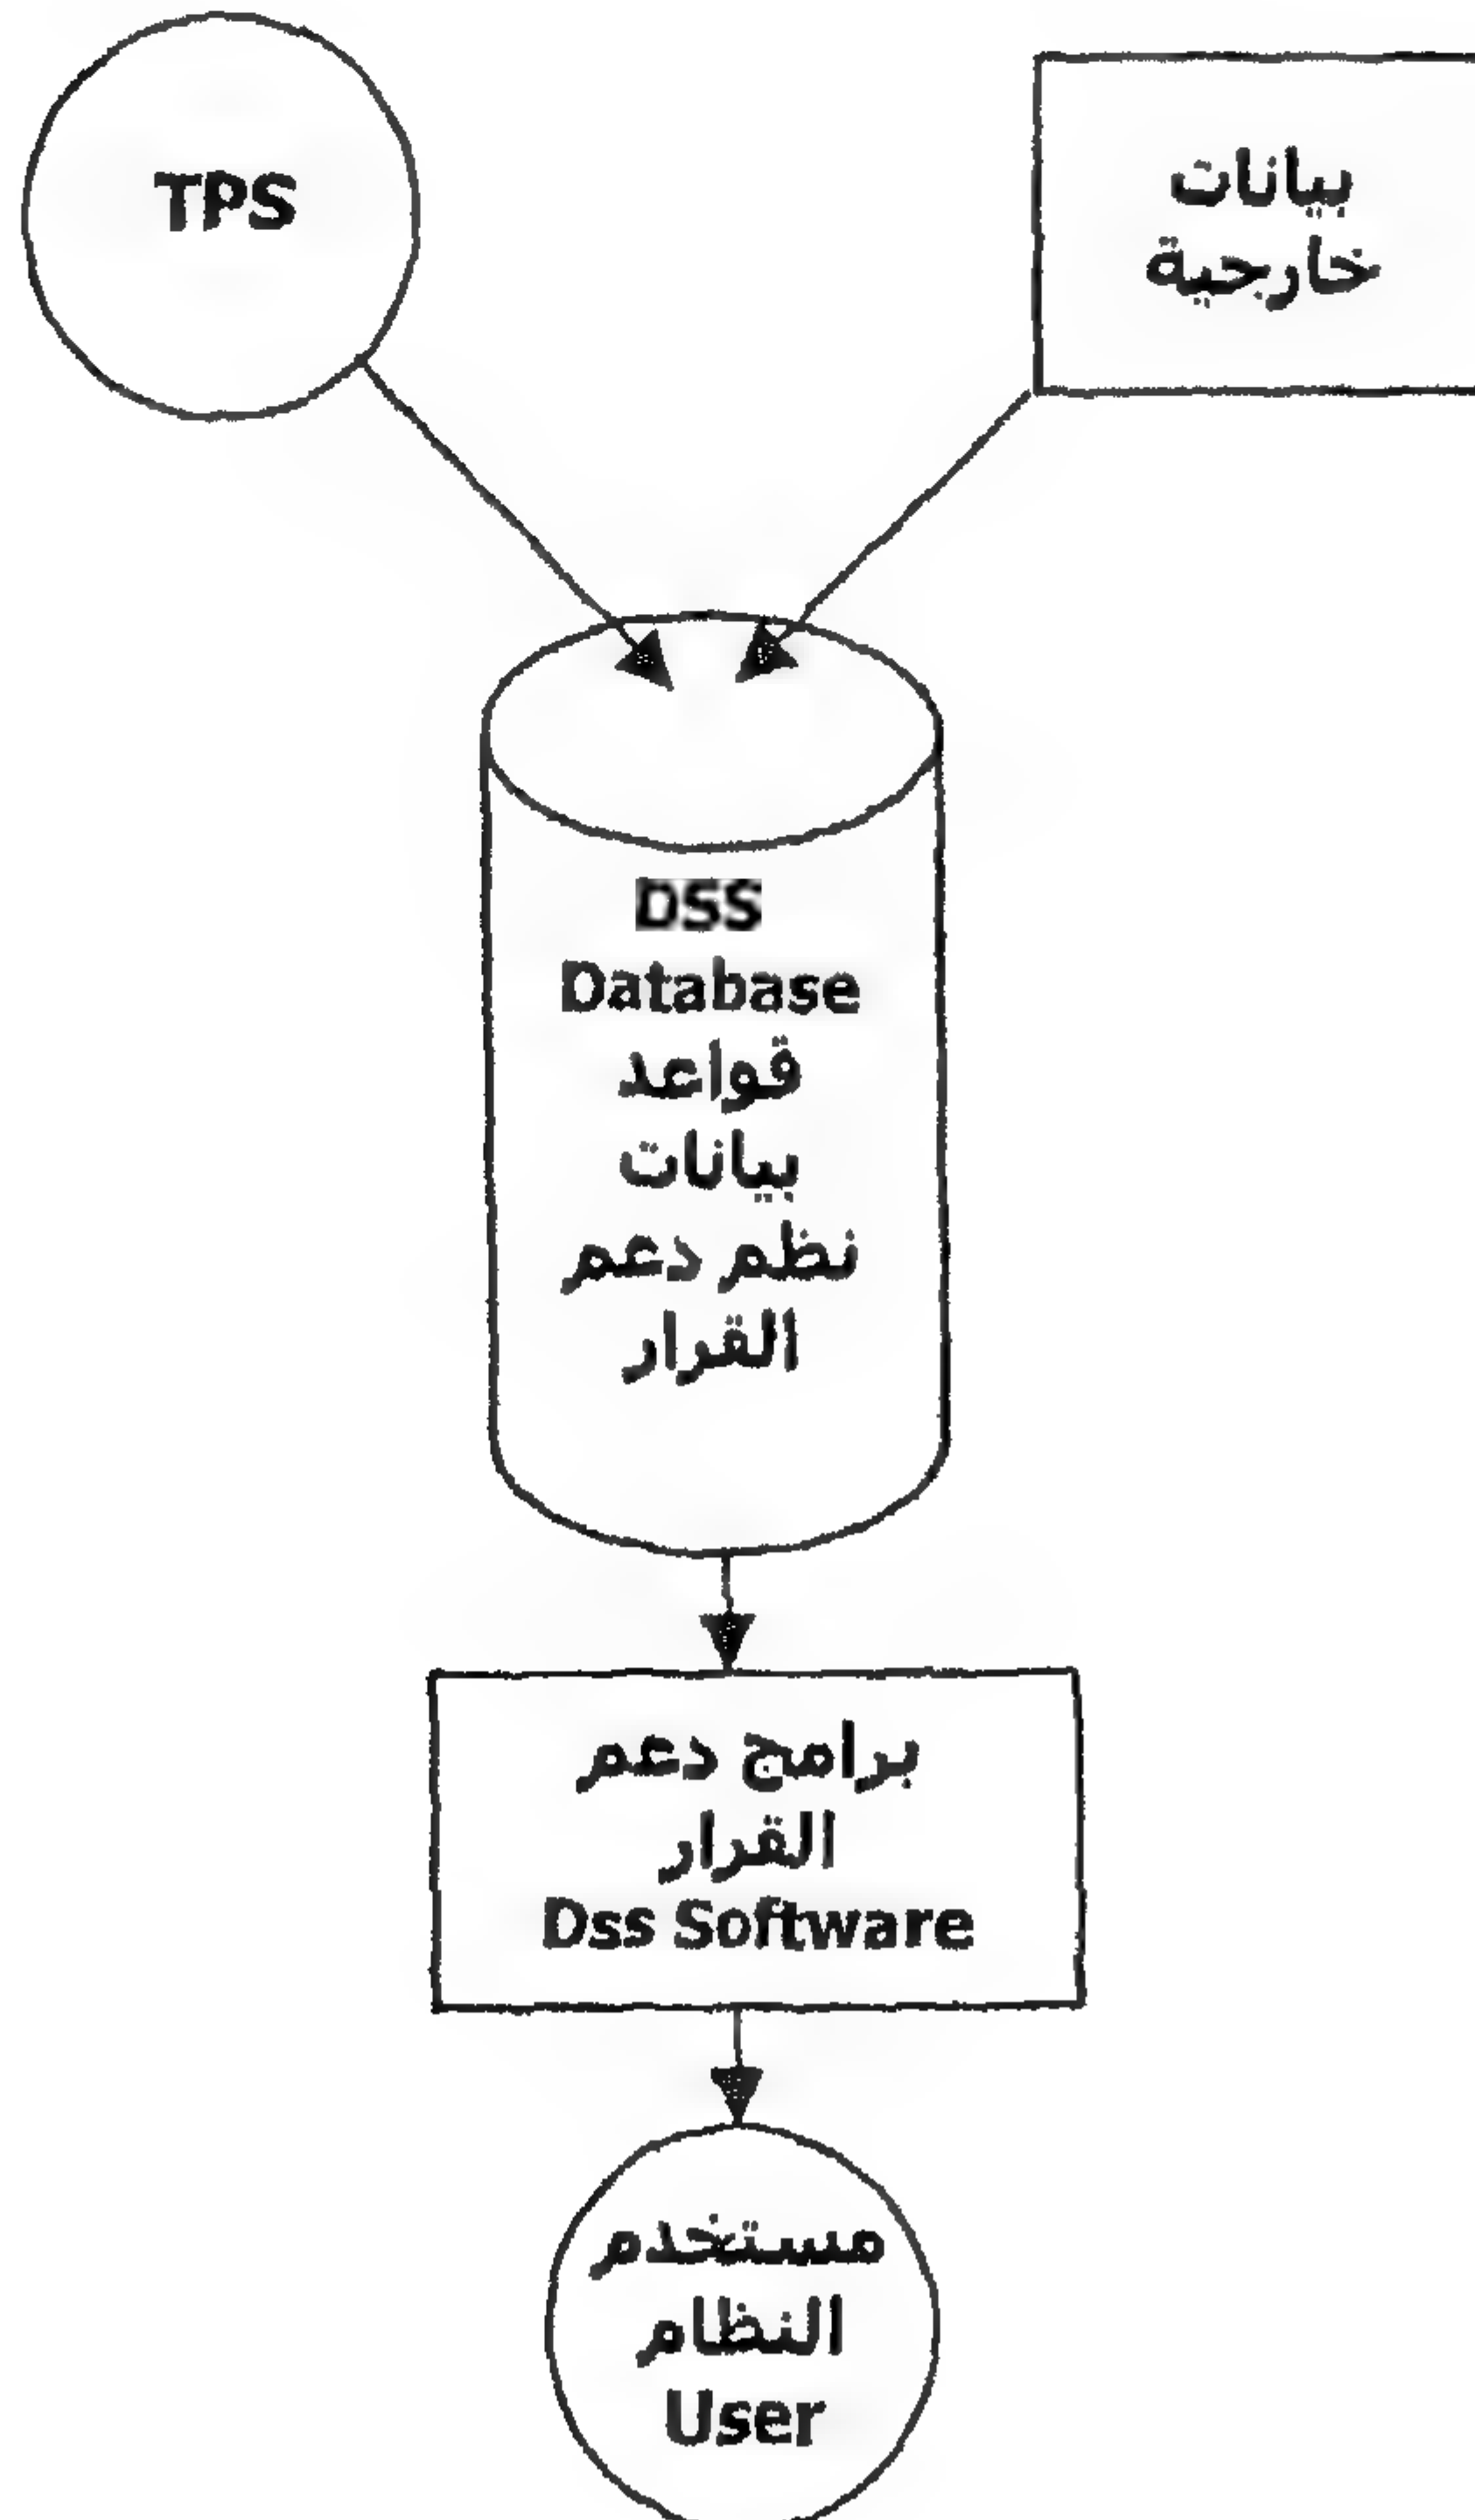 TPS
بيانات
خارجية
DSS
Database
قواعد
بيانات
نظم دعم
القرار
برامج دعم
القرار
Dss Software
مستخدم
النظام
User